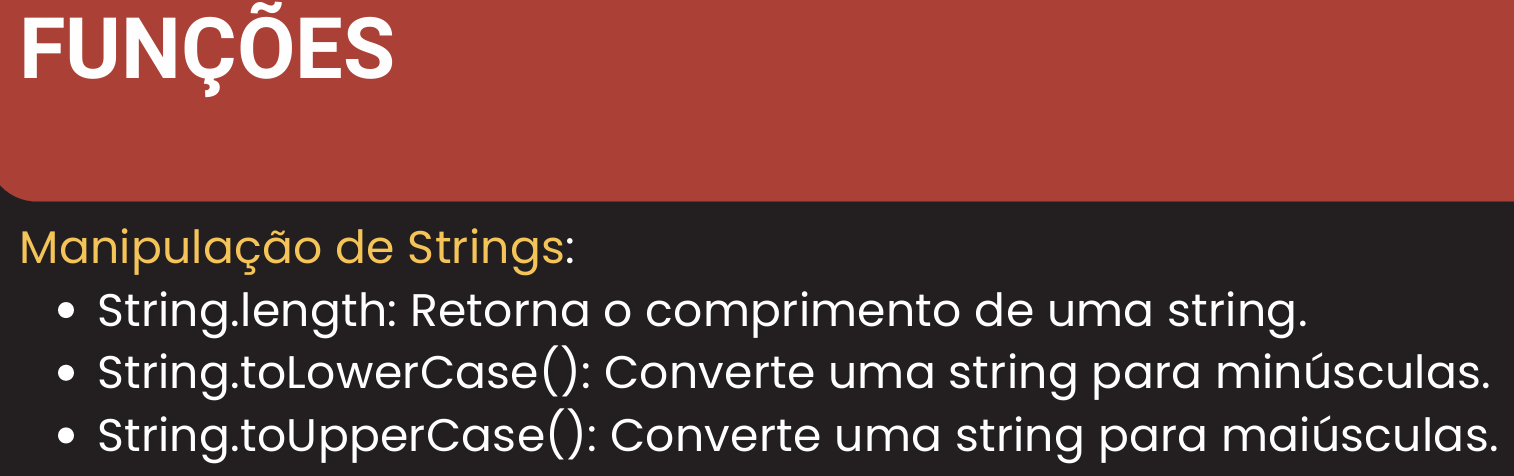 FUNÇÕES
Manipulação de Strings:
• String.length: Retorna o comprimento de uma string.
• String.toLowerCase(): Converte uma string para minúsculas.
• String.toUpperCase(): Converte uma string para maiúsculas.